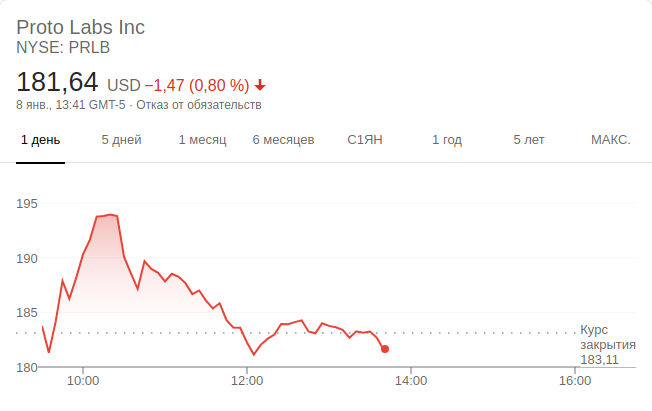 Proto Labs Inc
NYSE: PRLB
181,64 USD −1,47 (0,80 %)
8 янв., 13:41 GMT-5 · Отказ от обязательств
1 день 5 дней 1 месяц 6 месяцев С1ЯН 1 год 5 лет МАКС.
195
190
185
180
Курс
закрытия
183,11
10:00 12:00 14:00 16:00